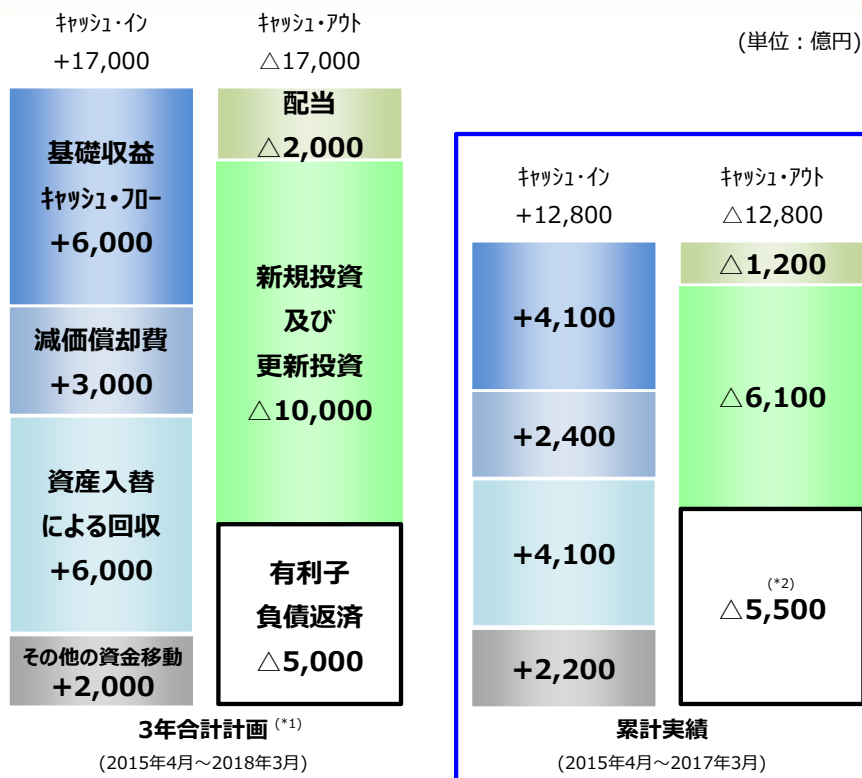 (単位：億円)
ｷｬｯｼｭ･ｲﾝ
+17,000
ｷｬｯｼｭ･ｱｳﾄ
△17,000
基礎収益
ｷｬｯｼｭ･ﾌﾛｰ
+6,000
減価償却費
+3,000
資産入替
による回収
+6,000
その他の資金移動
+2,000
配当
△2,000
新規投資
及び
更新投資
△10,000
有利子
負債返済
△5,000
3年合計計画 (*1)
(2015年4月～2018年3月)
ｷｬｯｼｭ･ｲﾝ
+12,800
ｷｬｯｼｭ･ｱｳﾄ
△12,800
+4,100
+2,400
+4,100
+2,200
△1,200
△6,100
(*2)
△5,500
累計実績
(2015年4月～2017年3月)